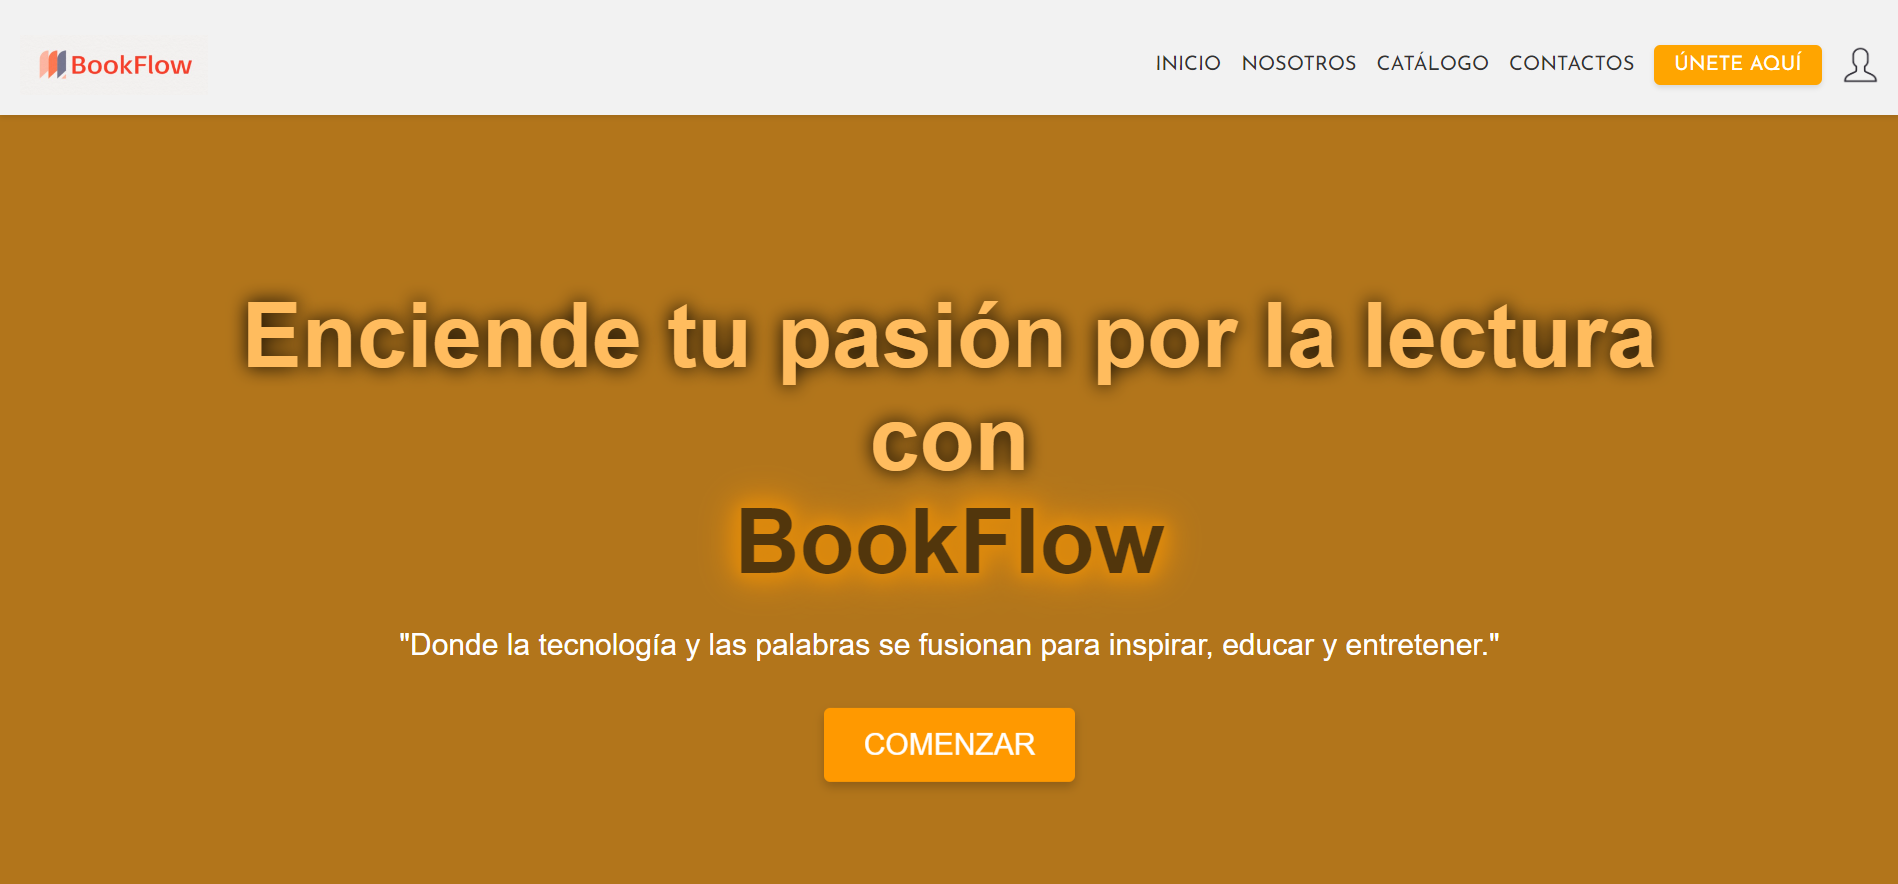 BookFlow
INICIO NOSOTROS CATÁLOGO CONTACTOS ÚNETE AQUÍ
Enciende tu pasión por la lectura
con
BookFlow
"Donde la tecnología y las palabras se fusionan para inspirar, educar y entretener."
COMENZAR